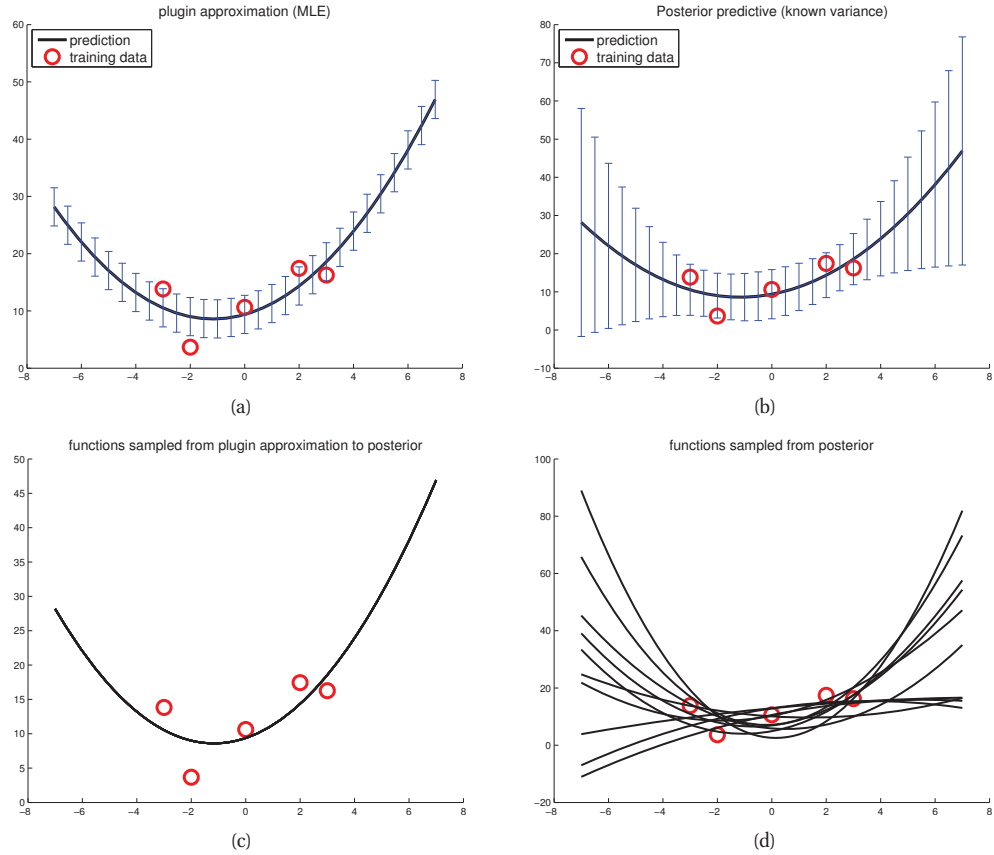 plugin approximation (MLE)
60
50
40
30
20
10
0
−8 −6 −4 −2 0 2 4 6 8
prediction
training data
(a)
Posterior predictive (known variance)
80
70
60
50
40
30
20
10
0
−10
−8 −6 −4 −2 0 2 4 6 8
prediction
training data
(b)
functions sampled from plugin approximation to posterior
50
45
40
35
30
25
20
15
10
5
0
−8 −6 −4 −2 0 2 4 6 8
(c)
functions sampled from posterior
100
80
60
40
20
0
−20
−8 −6 −4 −2 0 2 4 6 8
(d)